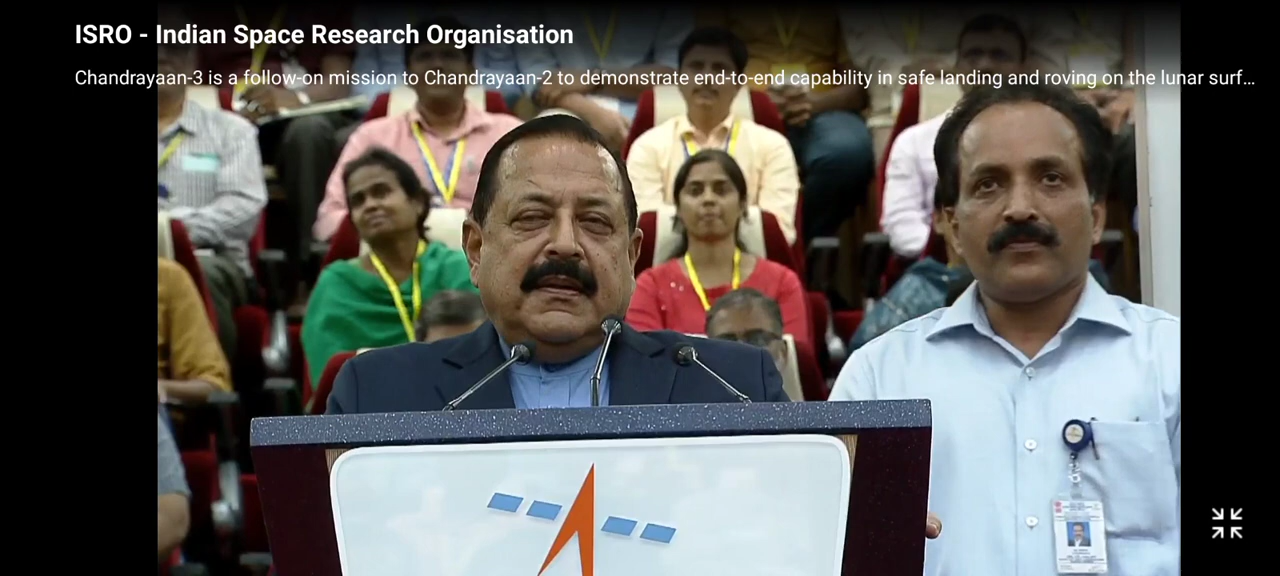 ISRO - Indian Space Research Organisation
Chandrayaan-3 is a follow-on mission to Chandrayaan-2 to demonstrate end-to-end capability in safe landing and roving on the lunar surf…